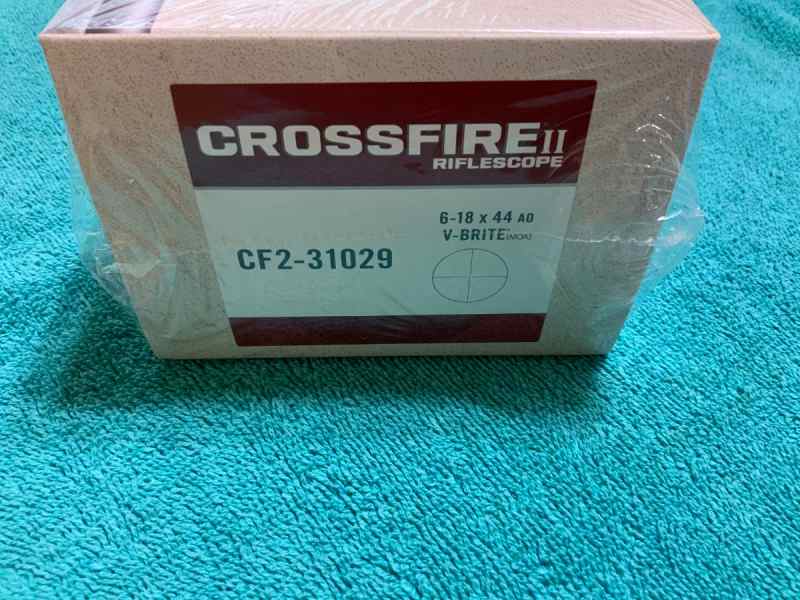 CROSSFIRE II
RIFLESCOPE
6-18 x 44 AO
V-BRITE® (MOA)
CF2-31029